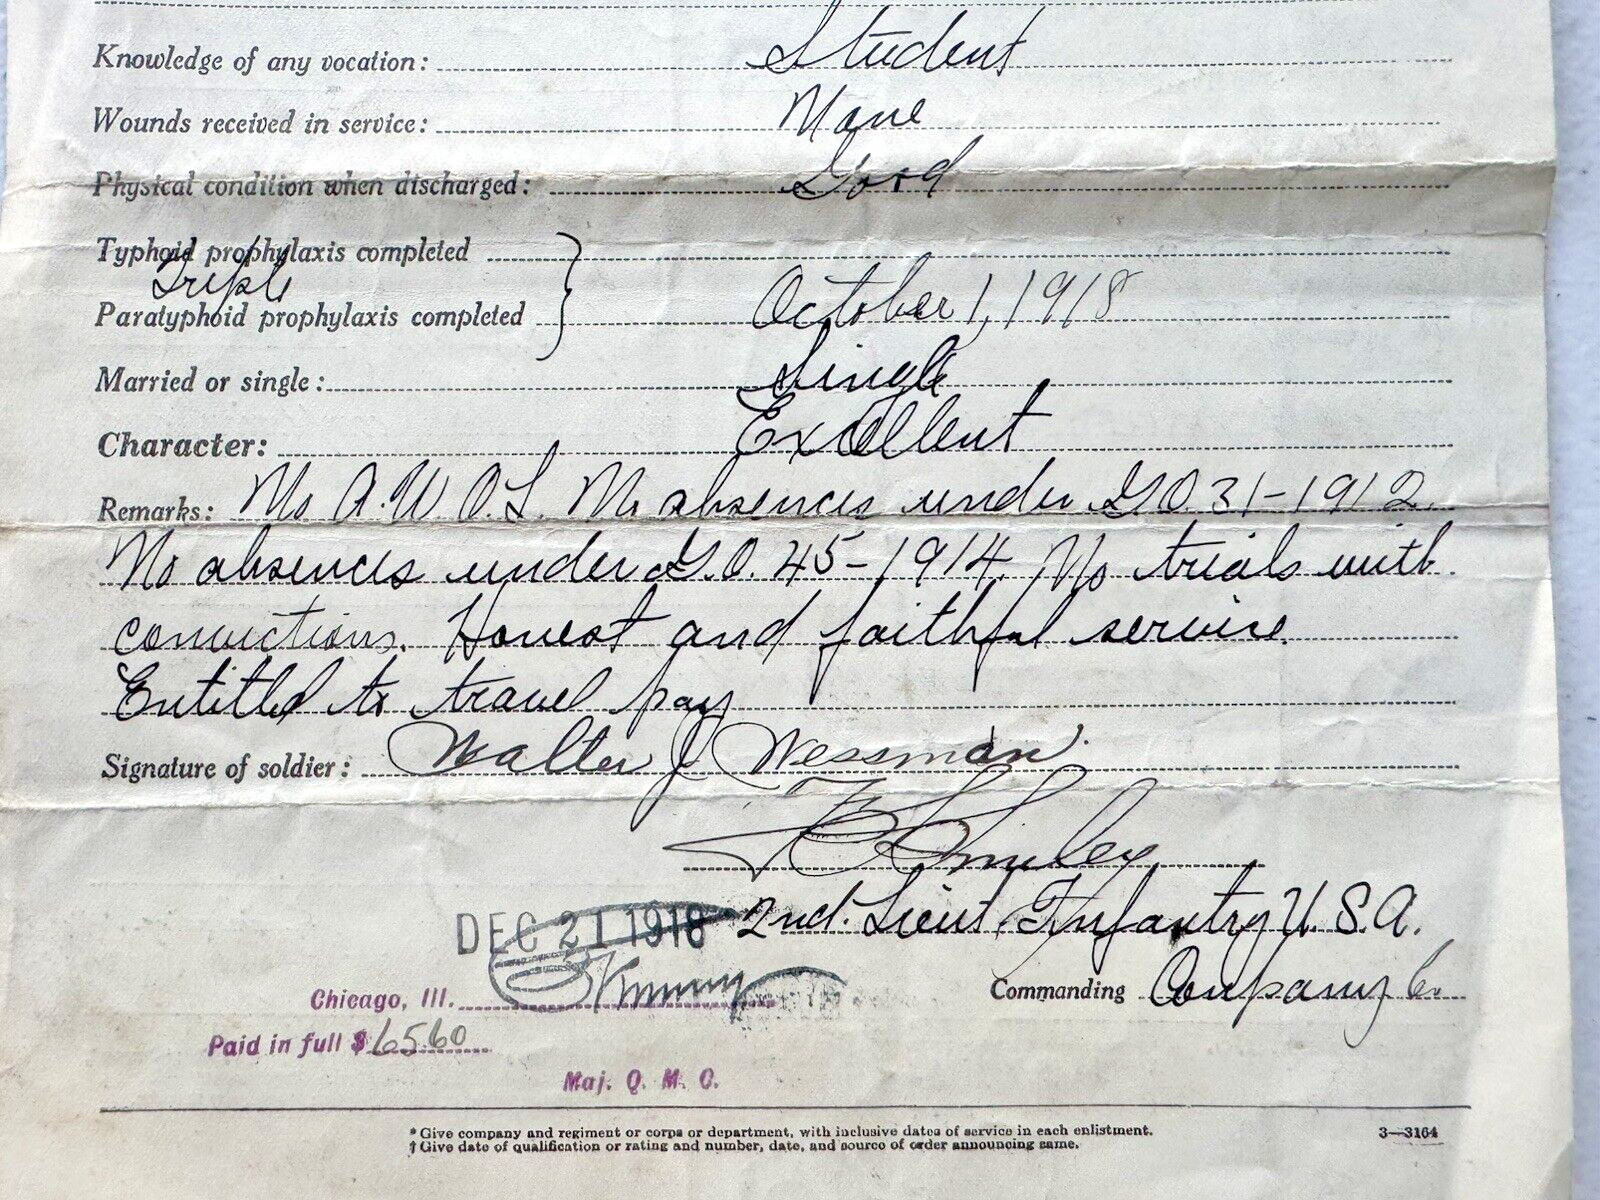 Knowledge of any vocation: Student
Wounds received in service: None
Physical condition when discharged: Good
Typhoid prophylaxis completed
Triple
Paratyphoid prophylaxis completed October 1, 1918
Married or single: Single
Character: Excellent
Remarks: No A.W.O.L. No absences under G.O. 31-1912.
No absences under G.O. 45-1914. No trials with
convictions. Honest and faithful service.
Entitled to travel pay
Signature of soldier: Walter J. Wessman
Smiley
2nd. Lieut. Infantry U.S.A.
DEC 21 1918
Commanding Company
Chicago, Ill.
Paid in full $ 65.60
Maj. Q. M. C.
* Give company and regiment or corps or department, with inclusive dates of service in each enlistment.
3-3164
† Give date of qualification or rating and number, date, and source of order announcing same.